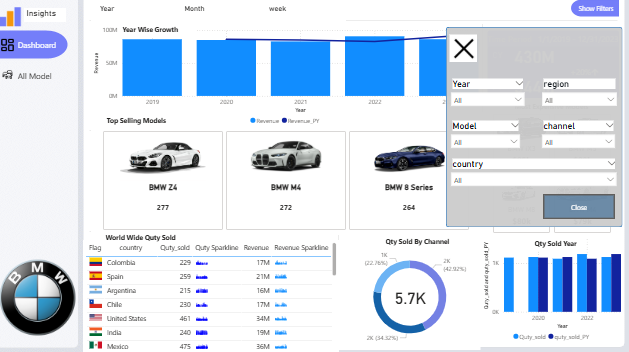 Insights
Dashboard
All Model
Year Month week
Show Filters
Year Wise Growth
100M
50M
0M
Revenue
2019 2020 2021 2022
Year
Revenue Revenue_PY
Top Selling Models
BMW Z4
277
BMW M4
272
BMW 8 Series
264
Year region
All All
Model channel
All All
country
All
Close
World Wide Quty Sold
Flag country Quty_sold Quty Sparkline Revenue Revenue Sparkline
Colombia 229 17M
Spain 259 21M
Argentina 215 16M
Chile 230 17M
United States 461 34M
India 240 19M
Mexico 475 36M
BMW
Qty Sold By Channel
1K
(22.76%)
2K
(42.92%)
5.7K
2K (34.32%)
Qty Sold Year
1K
0K
Quty_sold and quty_sold_PY
2020 2022
Year
Quty_sold quty_sold_PY